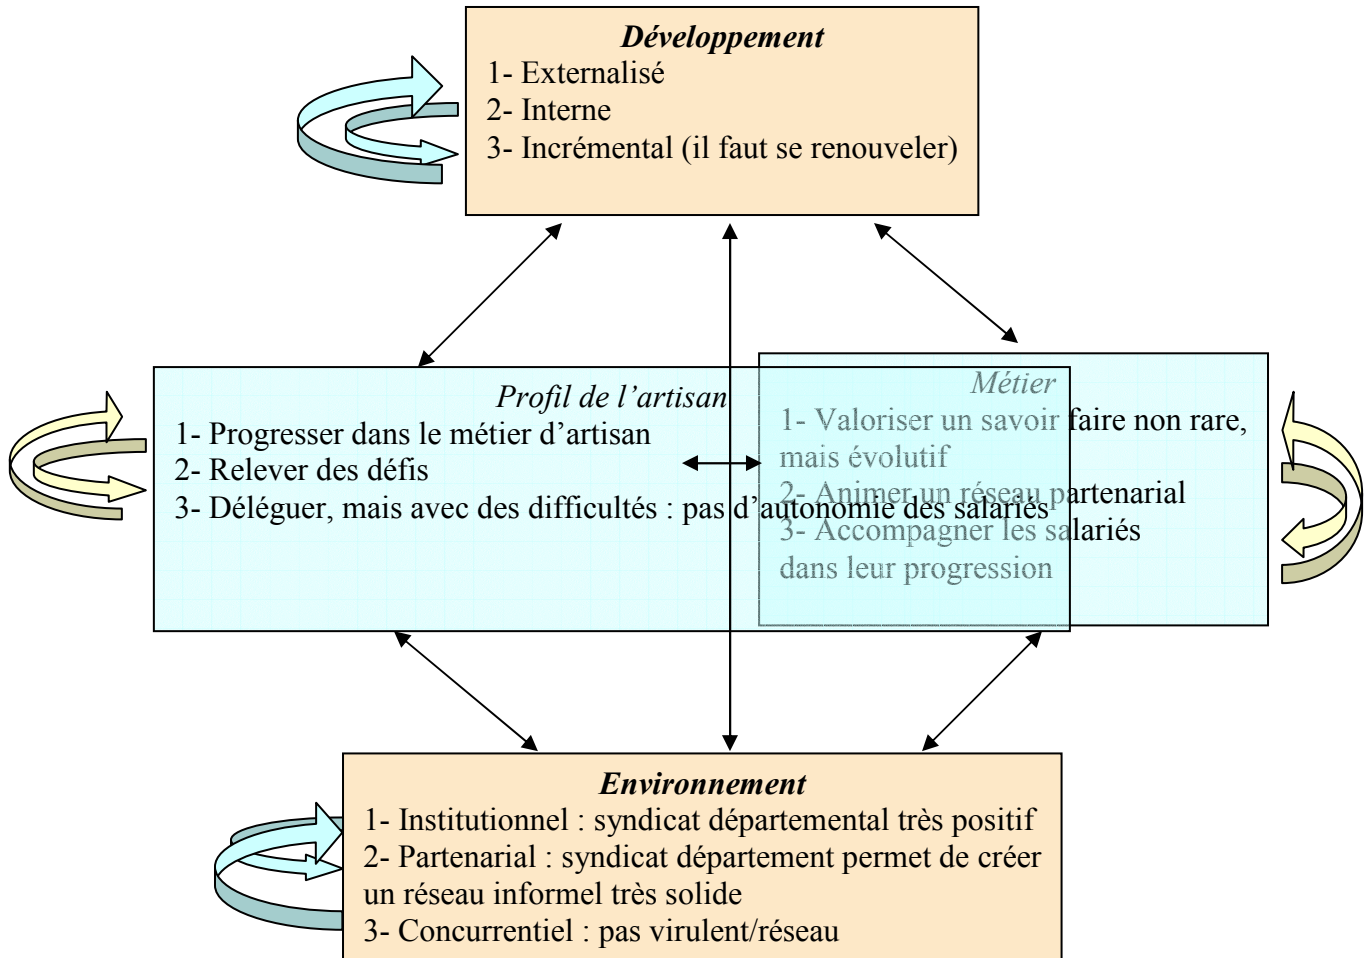 Développement
1- Externalisé
2- Interne
3- Incrémental (il faut se renouveler)
Profil de l’artisan
1- Progresser dans le métier d’artisan
2- Relever des défis
3- Déléguer, mais avec des difficultés : pas d’autonomie des salariés
Métier
1- Valoriser un savoir faire non rare,
mais évolutif
2- Animer un réseau partenarial
3- Accompagner les salariés
dans leur progression
Environnement
1- Institutionnel : syndicat départemental très positif
2- Partenarial : syndicat département permet de créer
un réseau informel très solide
3- Concurrentiel : pas virulent/réseau